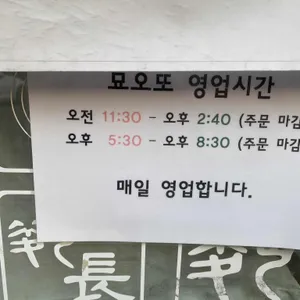 묘오또 영업시간
오전 11:30 - 오후 2:40 (주문 마감
오후 5:30 - 오후 8:30 (주문 마감
매일 영업합니다.
長